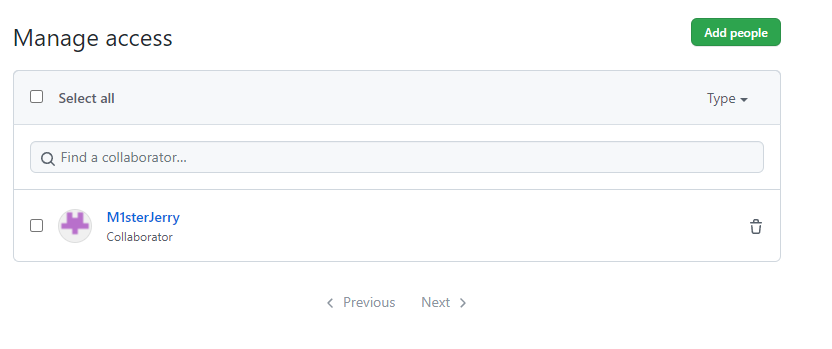 Manage access
Add people
Select all
Type
Find a collaborator...
M1sterJerry
Collaborator
Previous Next